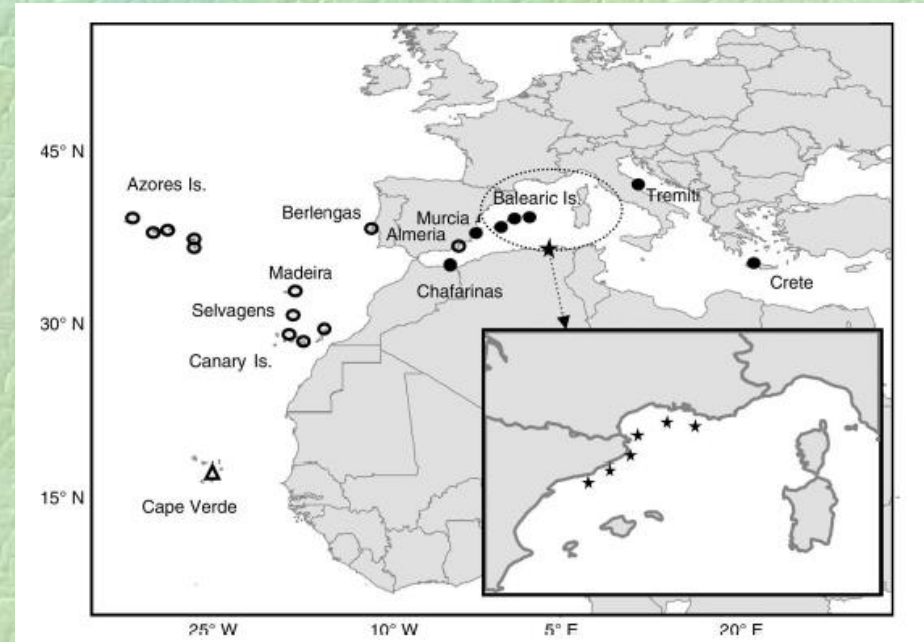 45° N
Azores Is.
Berlengas
Balearic Is.
Murcia
Almeria
Tremiti
Madeira
Chafarinas
Crete
Selvagens
30° N
Canary Is.
15° N
Cape Verde
25° W
10° W
5° E
20° E